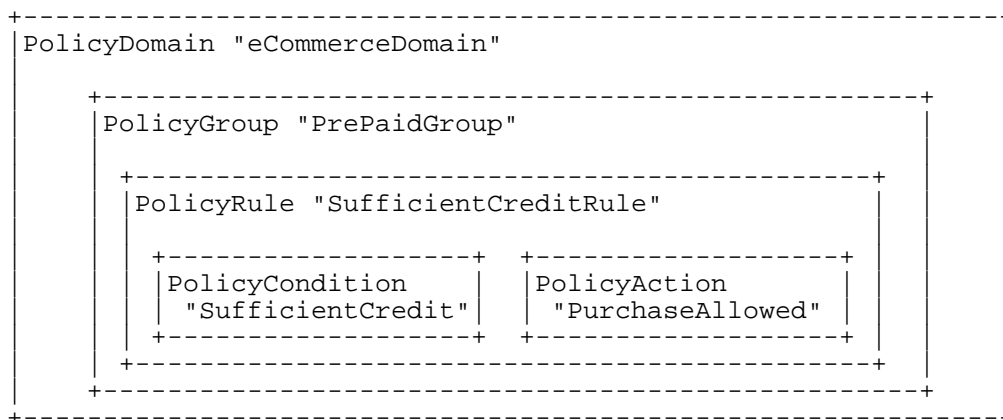 PolicyDomain "eCommerceDomain"
PolicyGroup "PrePaidGroup"
PolicyRule "SufficientCreditRule"
PolicyCondition PolicyAction
"SufficientCredit" "PurchaseAllowed"